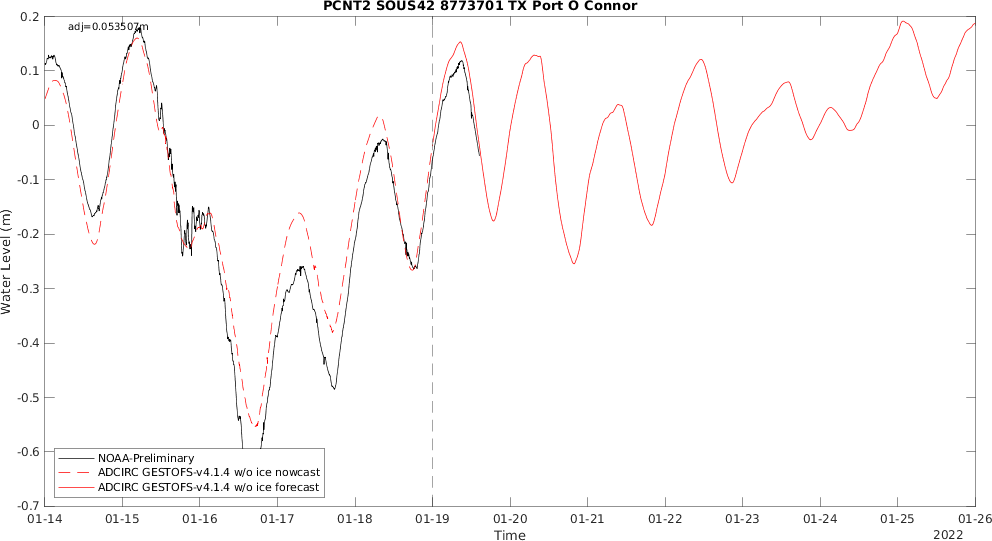 PCNT2 SOUS42 8773701 TX Port O Connor
adj=0.053507m
0.2
0.1
0
-0.1
-0.2
-0.3
-0.4
-0.5
-0.6
-0.7
Water Level (m)
NOAA-Preliminary
ADCIRC GESTOFS-v4.1.4 w/o ice nowcast
ADCIRC GESTOFS-v4.1.4 w/o ice forecast
01-14 01-15 01-16 01-17 01-18 01-19 01-20 01-21 01-22 01-23 01-24 01-25 01-26
Time
2022